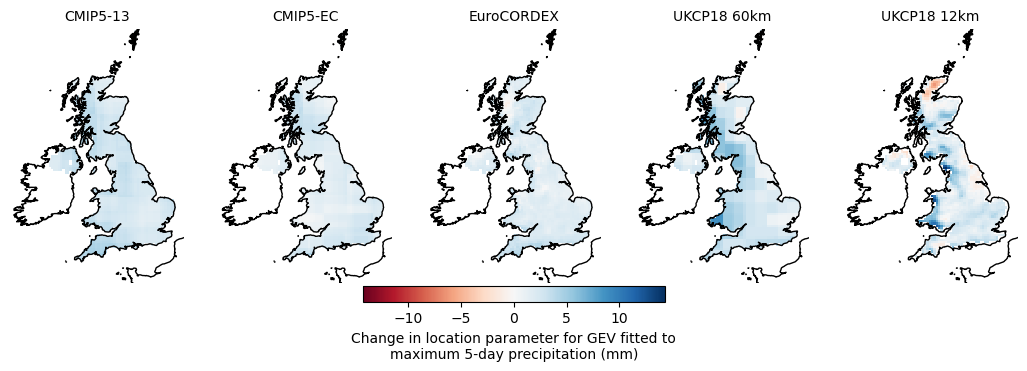 CMIP5-13 CMIP5-EC EuroCORDEX UKCP18 60km UKCP18 12km
−10 −5 0 5 10
Change in location parameter for GEV fitted to
maximum 5-day precipitation (mm)